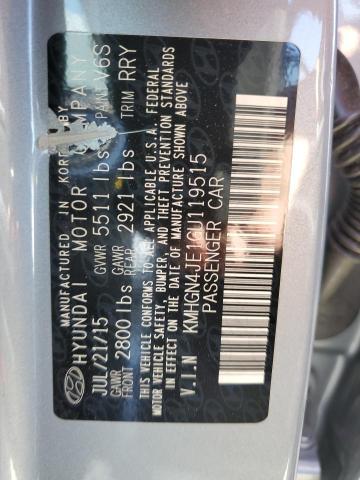 MANUFACTURED IN KOREA BY
HYUNDAI MOTOR COMPANY
JUL/21/15 GVWR 5511 lbs PAINT V6S
GAWR FRONT 2800 lbs GAWR REAR 2921 lbs TRIM RRY
THIS VEHICLE CONFORMS TO ALL APPLICABLE U.S.A. FEDERAL
MOTOR VEHICLE SAFETY, BUMPER, AND THEFT PREVENTION STANDARDS
IN EFFECT ON THE DATE OF MANUFACTURE SHOWN ABOVE
V.I.N KMHGN4JE1GU119515
PASSENGER CAR